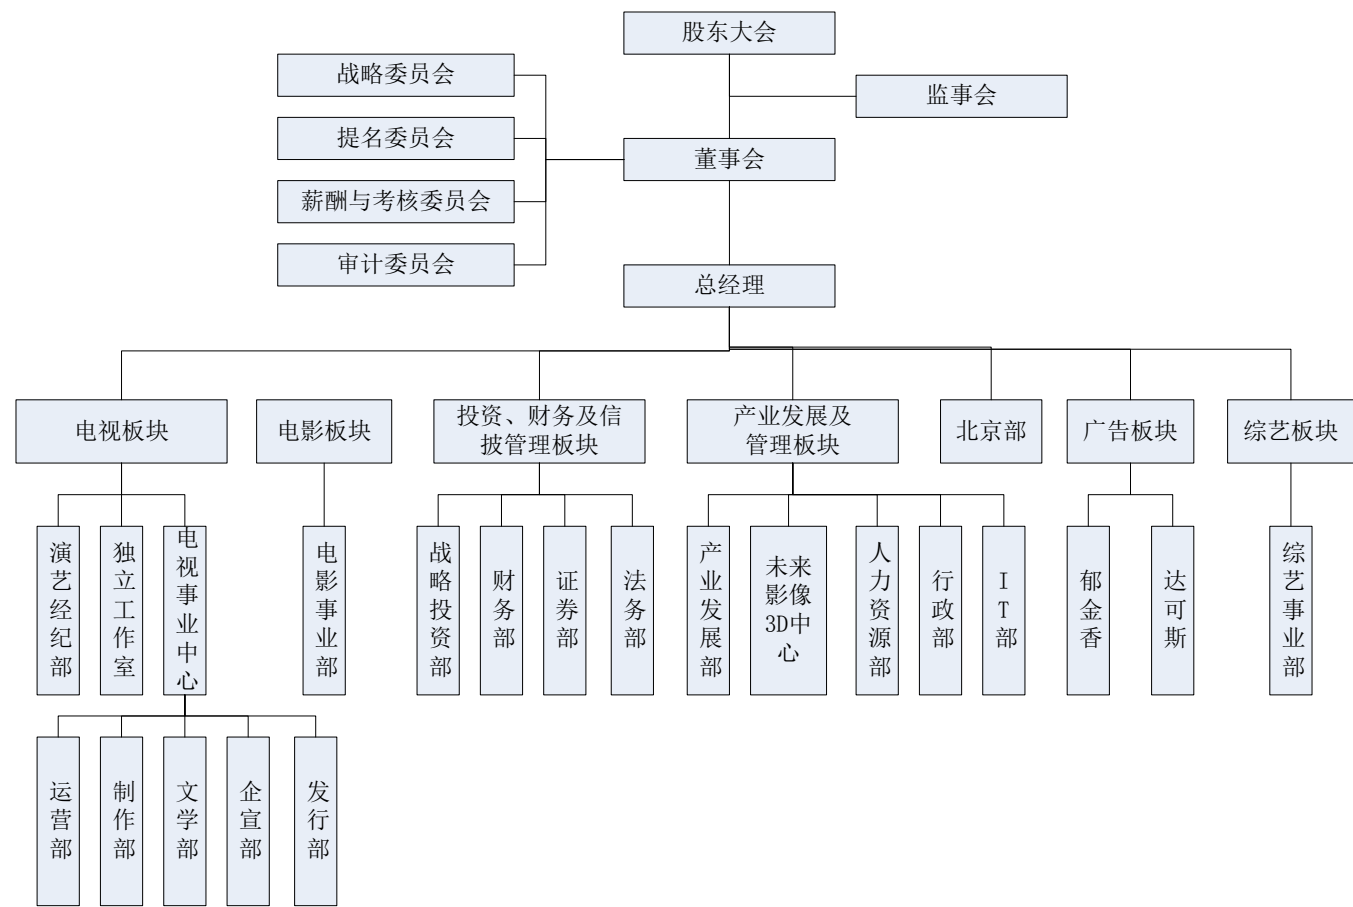 股东大会
战略委员会
监事会
提名委员会
董事会
薪酬与考核委员会
审计委员会
总经理
电视板块
电影板块
投资、财务及信
披管理板块
产业发展及
管理板块
北京部
广告板块
综艺板块
演艺经纪部
独立工作室
电视事业中心
电影事业部
战略投资部
财务部
证券部
法务部
产业发展部
未来
影像
3D中
心
人力资源部
行政部
IT部
郁金香
达可斯
综艺事业部
运营部
制作部
文学部
企宣部
发行部